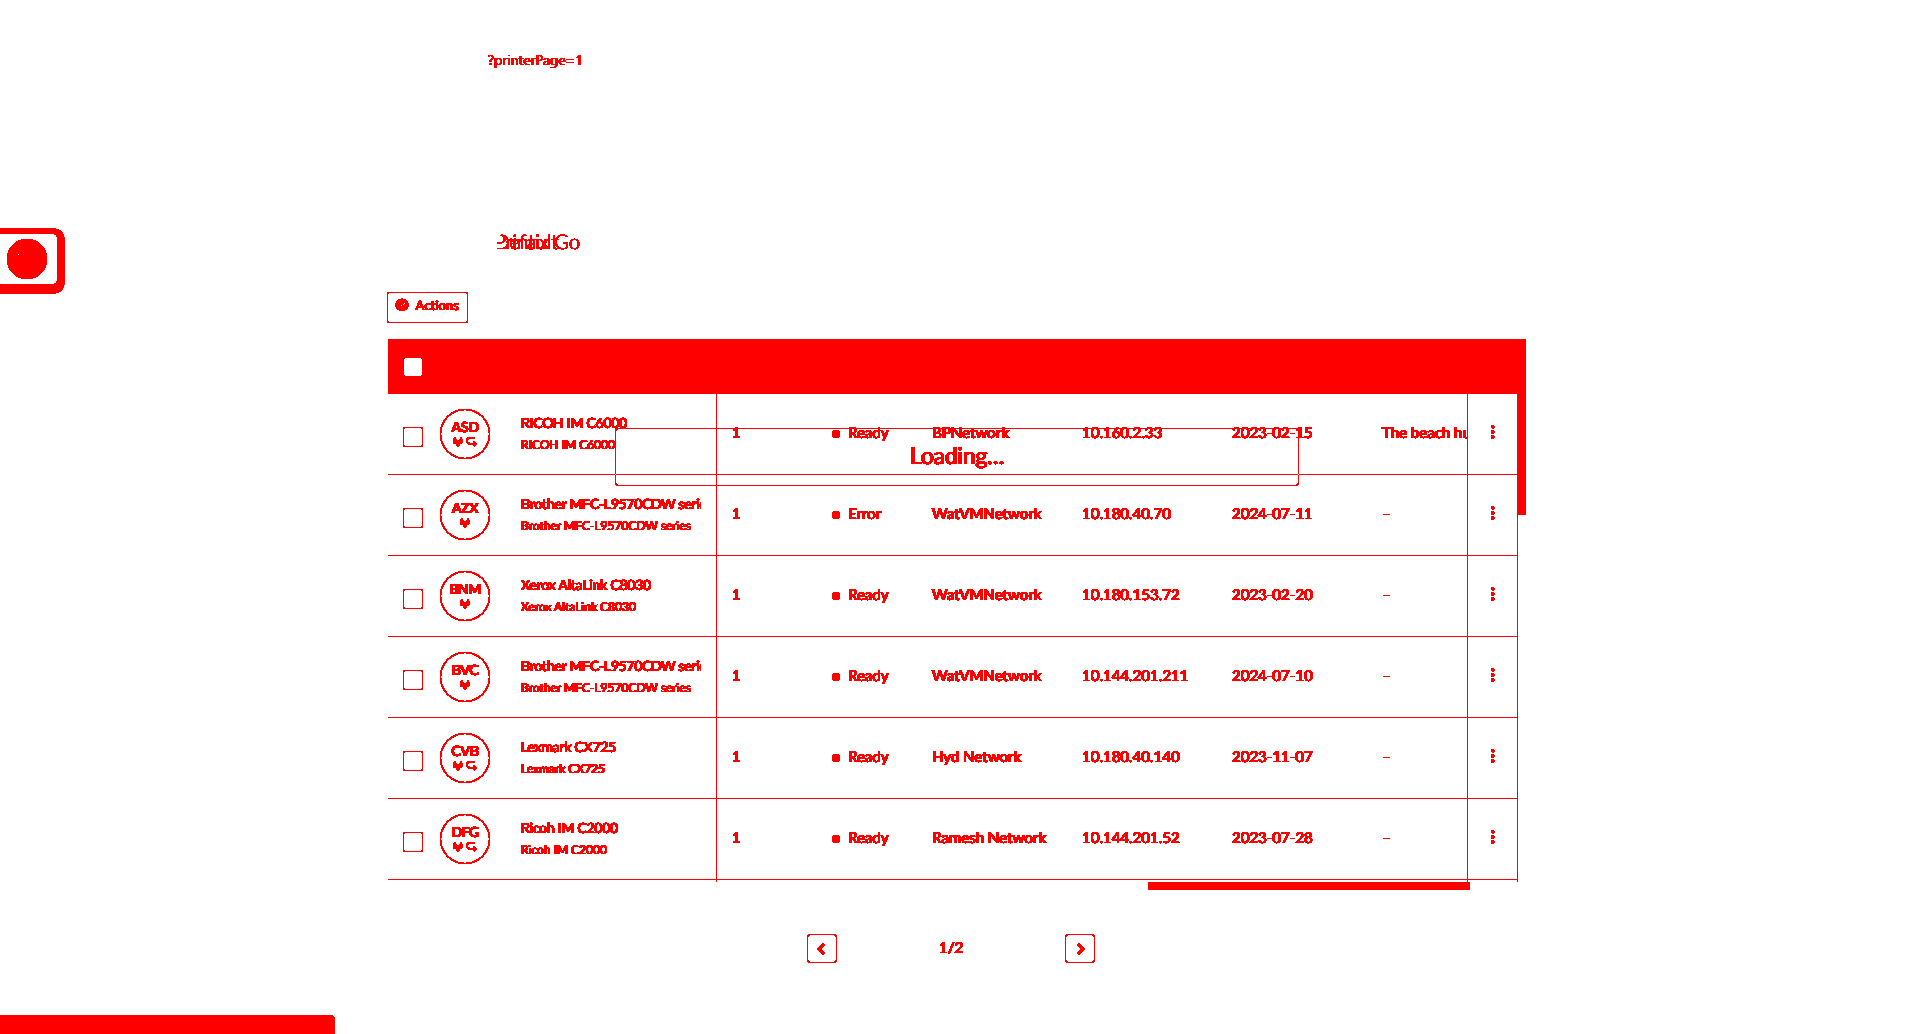 ?printerPage=1
Go
Actions
ASD RICOH IM C6000 1 Ready BPNetwork 10.160.2.33 2023-02-15 The beach hu
RICOH IM C6000
Loading...
AZX Brother MFC-L9570CDW seri 1 Error WatVMNetwork 10.180.40.70 2024-07-11 –
Brother MFC-L9570CDW series
BNM Xerox AltaLink C8030 1 Ready WatVMNetwork 10.180.153.72 2023-02-20 –
Xerox AltaLink C8030
BVC Brother MFC-L9570CDW seri 1 Ready WatVMNetwork 10.144.201.211 2024-07-10 –
Brother MFC-L9570CDW series
CVB Lexmark CX725 1 Ready Hyd Network 10.180.40.140 2023-11-07 –
Lexmark CX725
DFG Ricoh IM C2000 1 Ready Ramesh Network 10.144.201.52 2023-07-28 –
Ricoh IM C2000
1/2